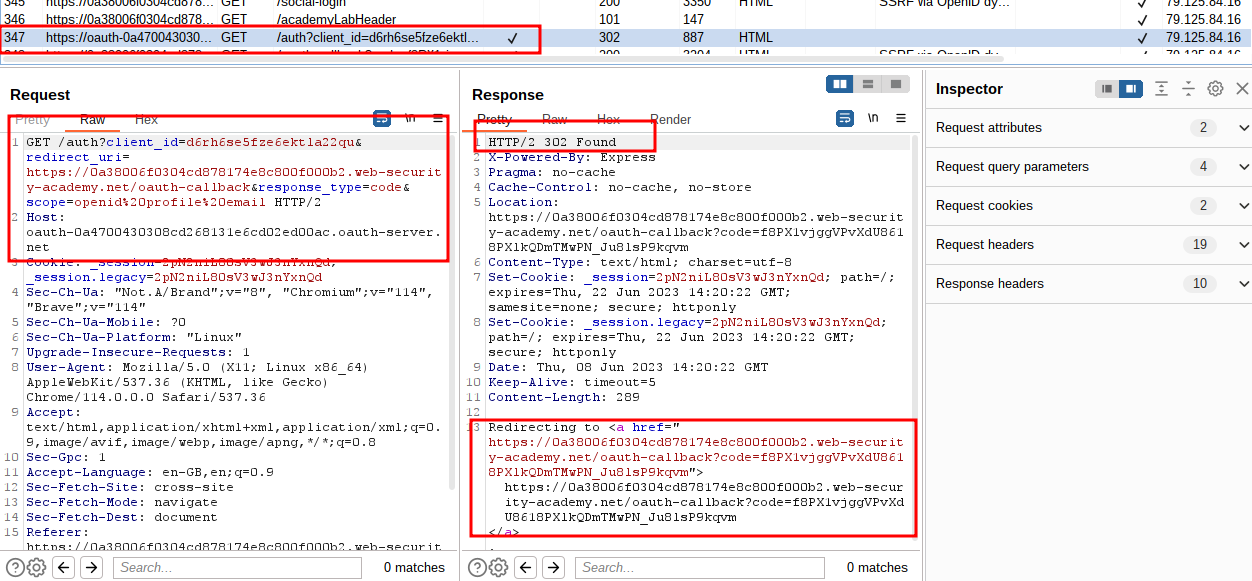 345 https://0a38006f0304cd878... GET /social-login 200 3350 HTML SSRF via OpenID dy... ✓ 79.125.84.16
346 https://0a38006f0304cd878... GET /academyLabHeader 101 147 ✓ 79.125.84.16
347 https://oauth-0a470043030... GET /auth?client_id=d6rh6se5fze6ektl... ✓ 302 887 HTML ✓ 79.125.84.16
Request
Pretty Raw Hex \n
1 GET /auth?client_id=d6rh6se5fze6ektla22qu&
redirect_uri=
https://0a38006f0304cd878174e8c800f000b2.web-securit
y-academy.net/oauth-callback&response_type=code&
scope=openid%20profile%20email HTTP/2
2 Host:
oauth-0a4700430308cd268131e6cd02ed00ac.oauth-server.
net
3 Cookie: _session=2pN2niL8OsV3wJ3nYxnQd;
_session.legacy=2pN2niL8OsV3wJ3nYxnQd
4 Sec-Ch-Ua: "Not.A/Brand";v="8", "Chromium";v="114",
"Brave";v="114"
5 Sec-Ch-Ua-Mobile: ?0
6 Sec-Ch-Ua-Platform: "Linux"
7 Upgrade-Insecure-Requests: 1
8 User-Agent: Mozilla/5.0 (X11; Linux x86_64)
AppleWebKit/537.36 (KHTML, like Gecko)
Chrome/114.0.0.0 Safari/537.36
9 Accept:
text/html,application/xhtml+xml,application/xml;q=0.
9,image/avif,image/webp,image/apng,*/*;q=0.8
10 Sec-Gpc: 1
11 Accept-Language: en-GB,en;q=0.9
12 Sec-Fetch-Site: cross-site
13 Sec-Fetch-Mode: navigate
14 Sec-Fetch-Dest: document
15 Referer:
https://0a38006f0304cd878174e8c800f000b2.web-securit
Search...
0 matches
Response
Pretty Raw Hex Render \n
1 HTTP/2 302 Found
2 X-Powered-By: Express
3 Pragma: no-cache
4 Cache-Control: no-cache, no-store
5 Location:
https://0a38006f0304cd878174e8c800f000b2.web-securit
y-academy.net/oauth-callback?code=f8PX1vjggVPvXdU861
8PXlkQDmTMwPN_Ju8lsP9kqvm
6 Content-Type: text/html; charset=utf-8
7 Set-Cookie: _session=2pN2niL8OsV3wJ3nYxnQd; path=/;
expires=Thu, 22 Jun 2023 14:20:22 GMT;
samesite=none; secure; httponly
8 Set-Cookie: _session.legacy=2pN2niL8OsV3wJ3nYxnQd;
path=/; expires=Thu, 22 Jun 2023 14:20:22 GMT;
secure; httponly
9 Date: Thu, 08 Jun 2023 14:20:22 GMT
10 Keep-Alive: timeout=5
11 Content-Length: 289
12
13 Redirecting to <a href="
https://0a38006f0304cd878174e8c800f000b2.web-securit
y-academy.net/oauth-callback?code=f8PX1vjggVPvXdU861
8PXlkQDmTMwPN_Ju8lsP9kqvm">
https://0a38006f0304cd878174e8c800f000b2.web-sec
urity-academy.net/oauth-callback?code=f8PX1vjggVPvXd
U8618PXlkQDmTMwPN_Ju8lsP9kqvm
</a>
Search...
0 matches
Inspector
Request attributes 2
Request query parameters 4
Request cookies 2
Request headers 19
Response headers 10